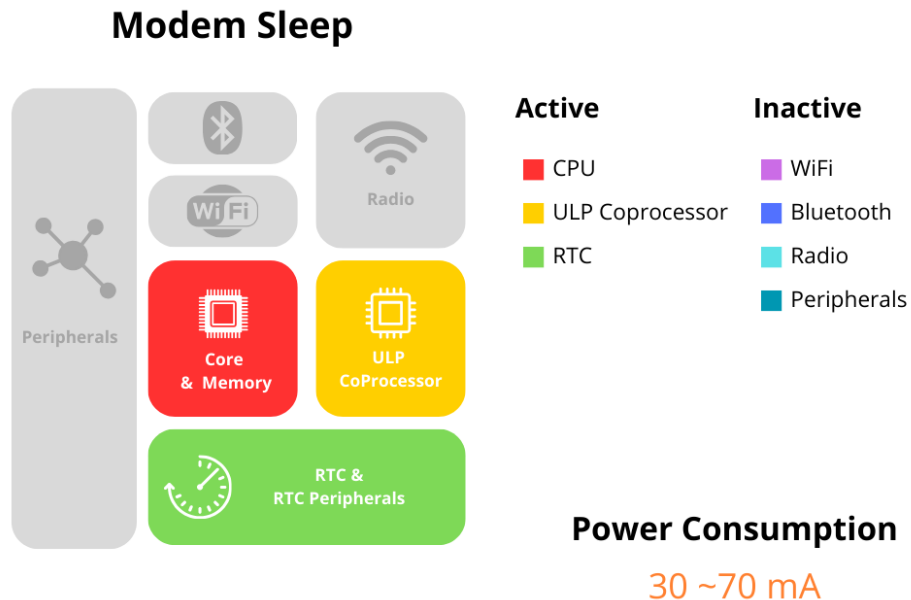 Modem Sleep
Peripherals
WiFi
Radio
Core
& Memory
ULP
CoProcessor
RTC &
RTC Peripherals
Active
CPU
ULP Coprocessor
RTC
Inactive
WiFi
Bluetooth
Radio
Peripherals
Power Consumption
30 ~70 mA